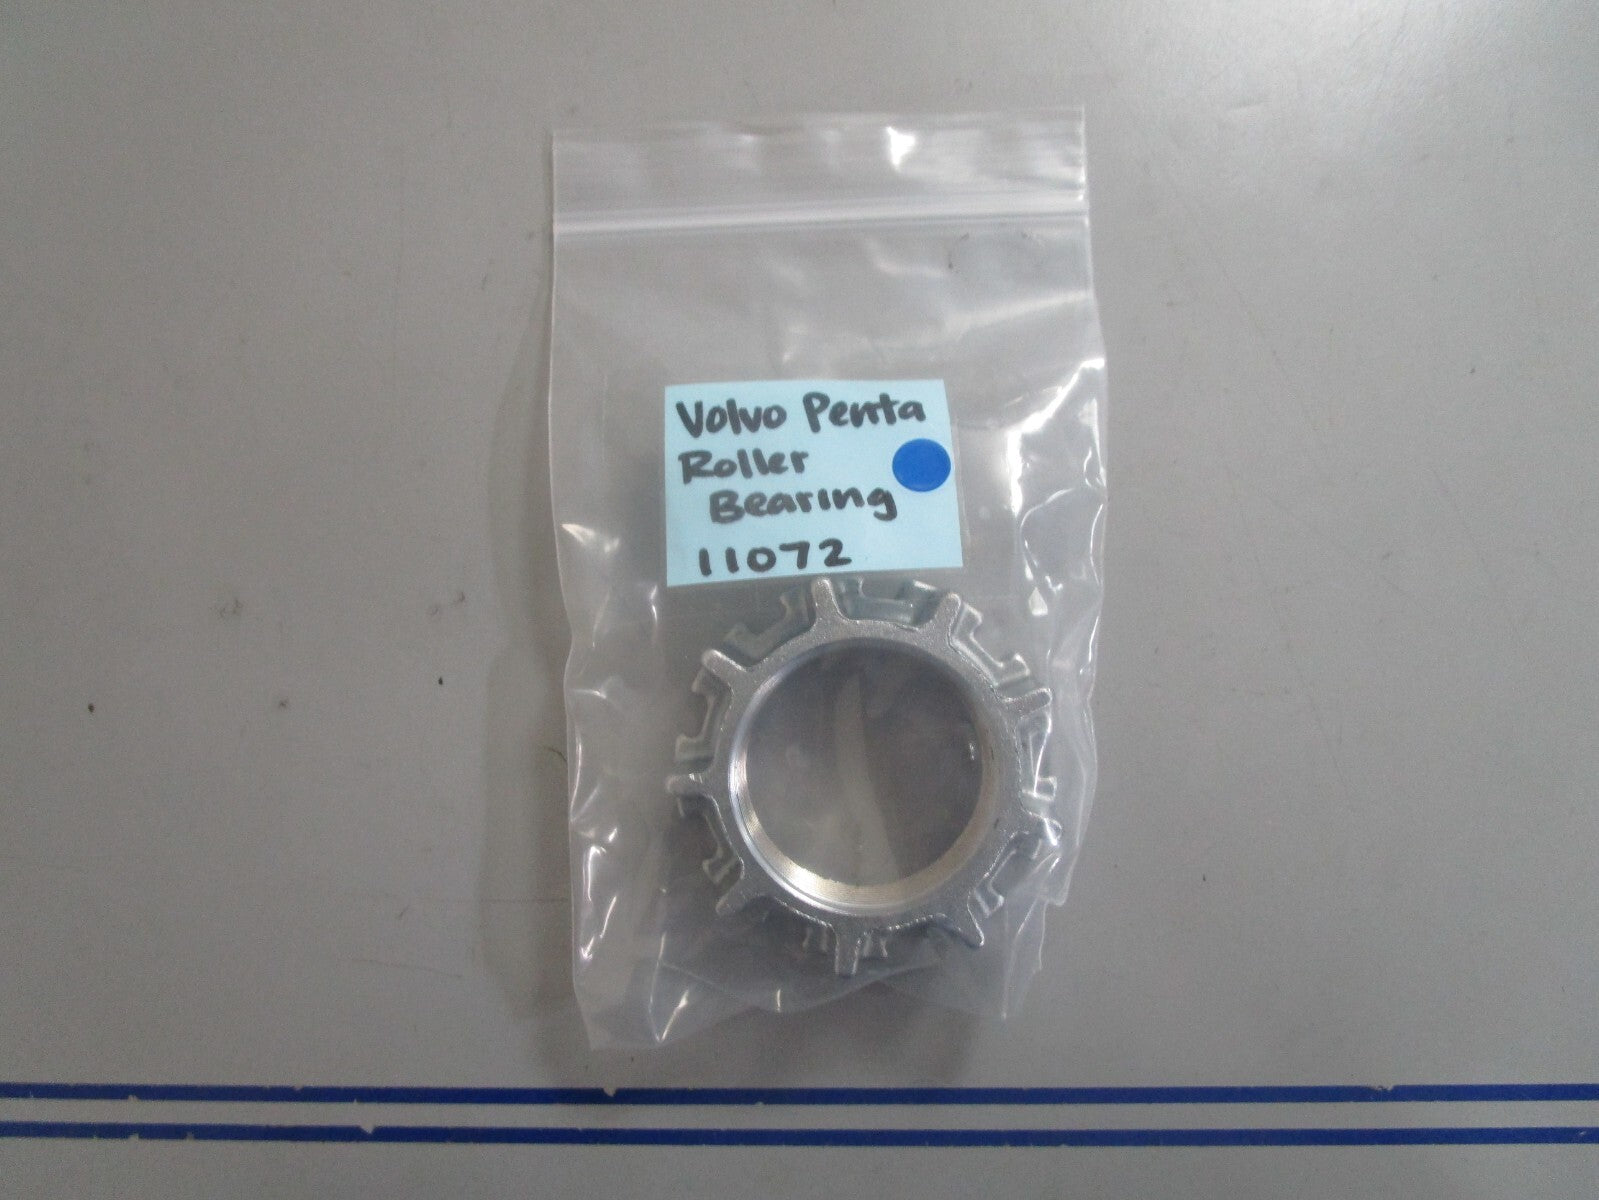 Volvo Penta
Roller
Bearing
11072